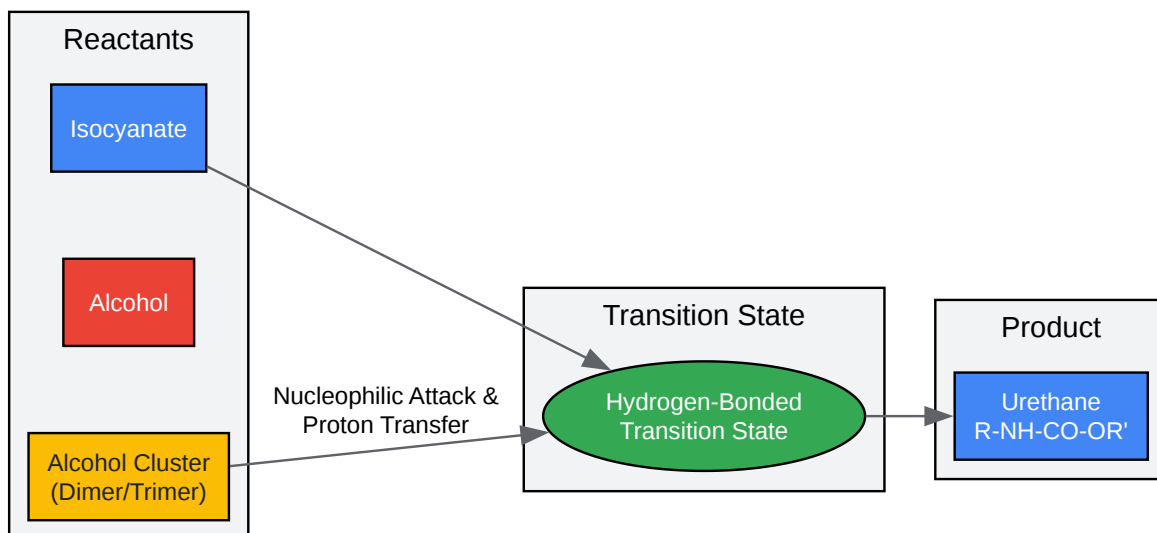 Reactants
Isocyanate
Alcohol
Alcohol Cluster
(Dimer/Trimer)
Nucleophilic Attack &
Proton Transfer
Transition State
Hydrogen-Bonded
Transition State
Product
Urethane
R-NH-CO-OR'